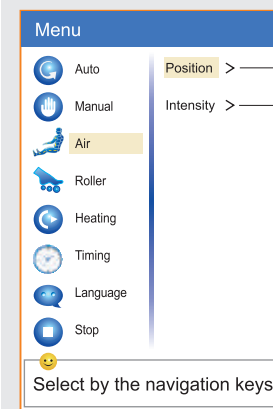 Menu
Auto
Position >
Manual
Intensity >
Air
Roller
Heating
Timing
Language
Stop
Select by the navigation keys